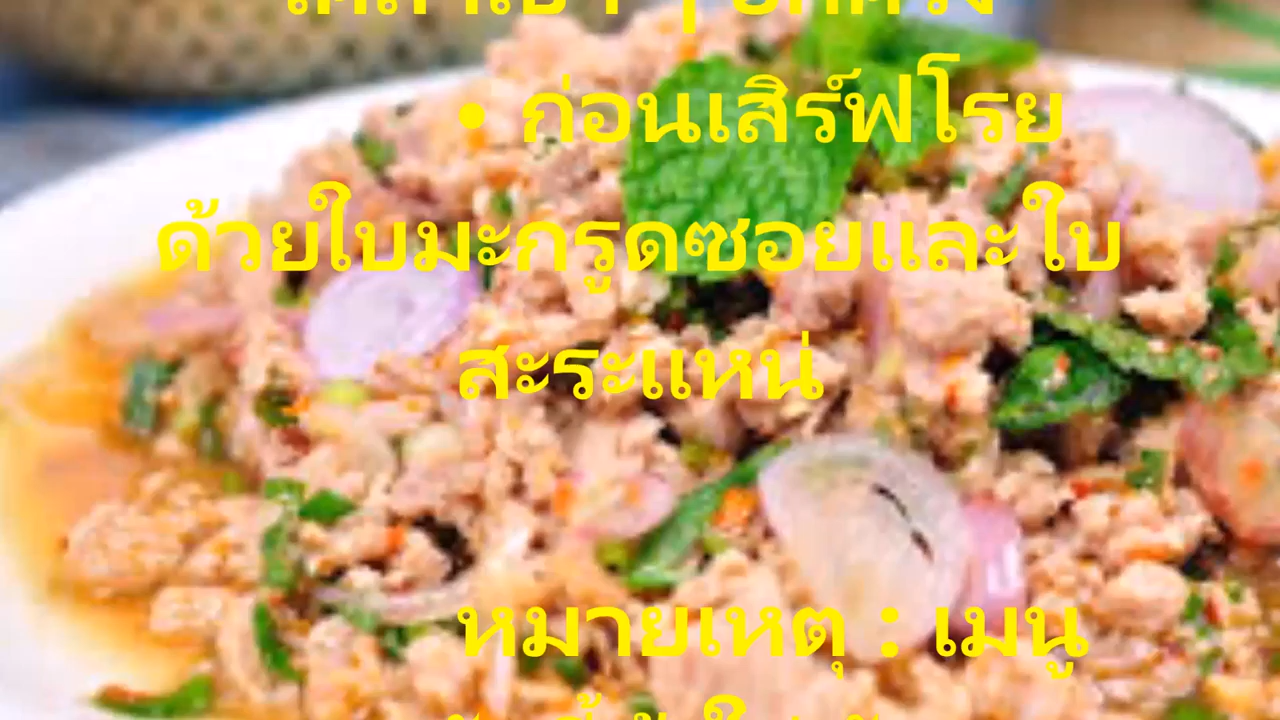 • ก่อนเสิร์ฟโรย
ด้วยใบมะกรูดซอยและใบ
สะระแหน่
หมายเหตุ : เมนู